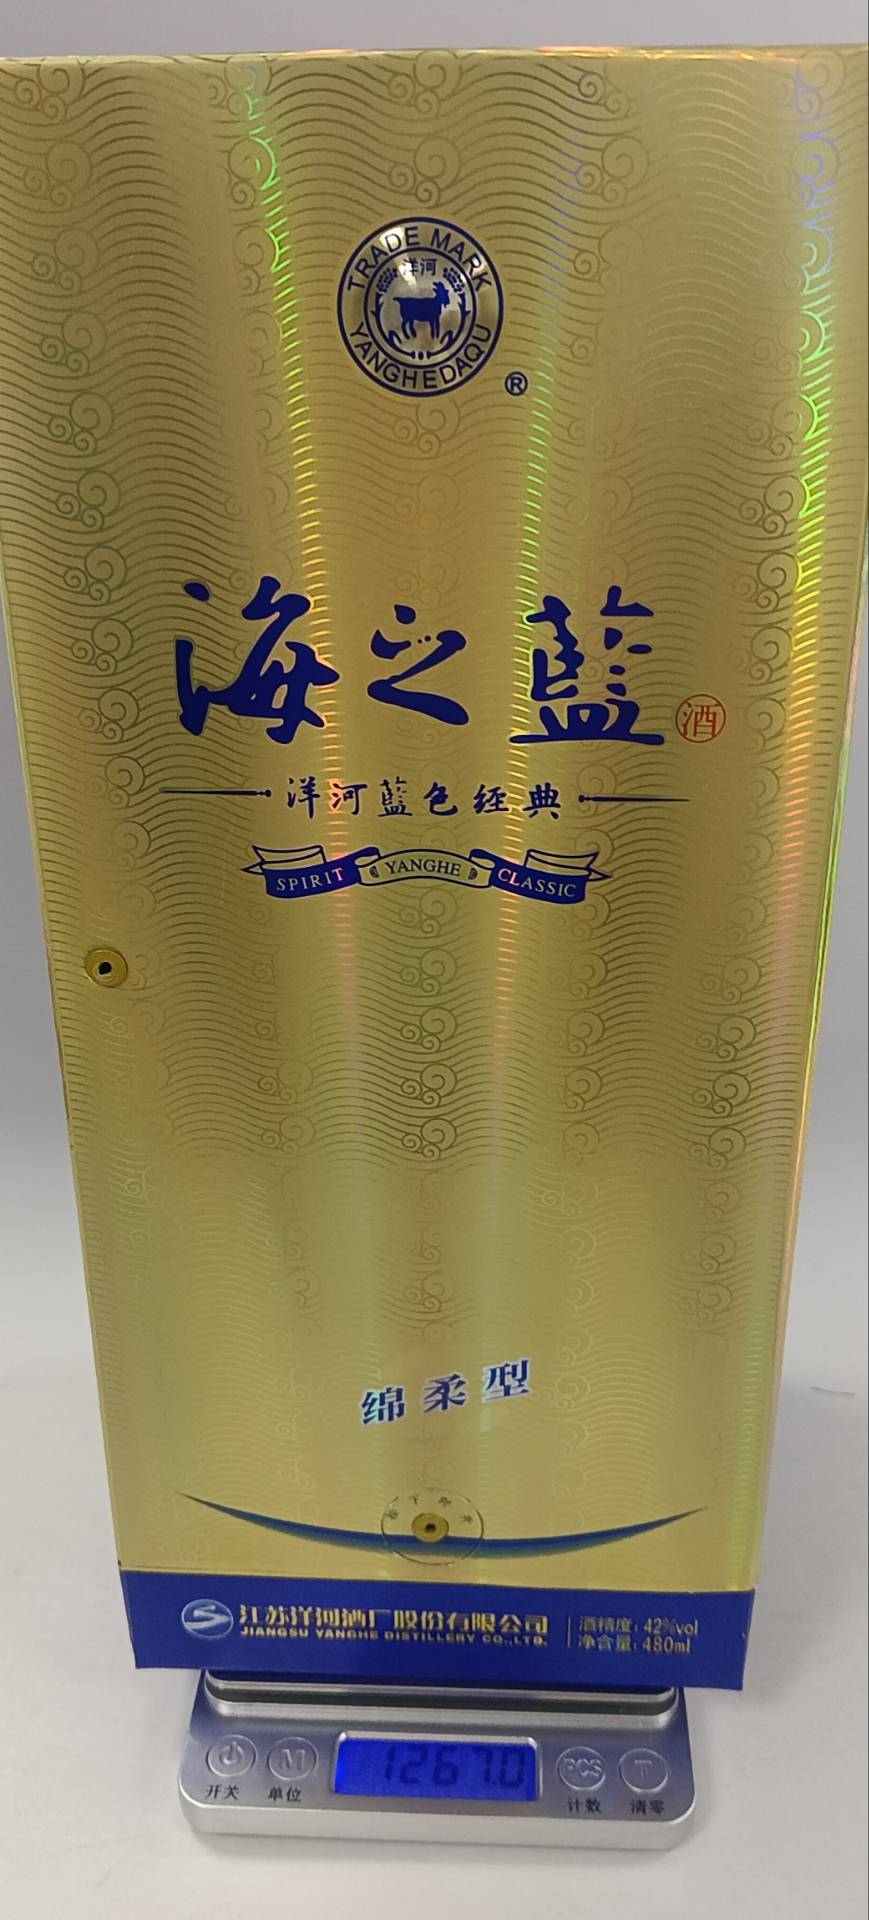 TRADE MARK
洋河
YANGHEDAQU
®
海之藍
酒
洋河藍色经典
SPIRIT YANGHE CLASSIC
绵柔型
江苏洋河酒厂股份有限公司
JIANGSU YANGHE DISTILLERY CO.,LTD.
酒精度: 42%vol
净含量: 480ml
M 1267.0 PCS T
开关 单位 计数 清零